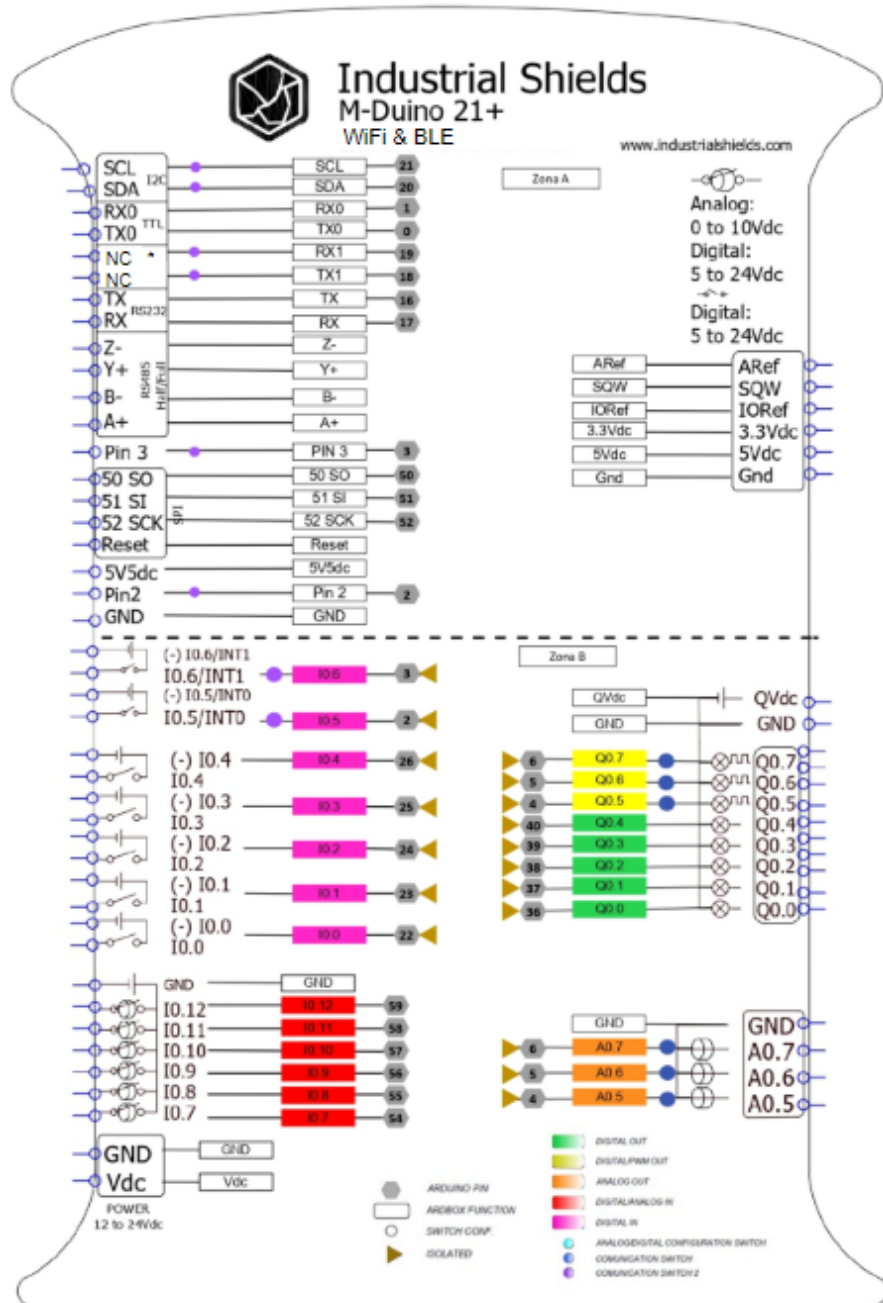 Industrial Shields
M-Duino 21+
WiFi & BLE
www.industrialshields.com
SCL I2C SCL 21
SDA SDA 20
RX0 TTL RX0 1
TX0 TX0 0
NC * RX1 19
NC TX1 18
TX RS232 TX 16
RX RX 17
Z- RS485 Half/Full Z-
Y+ Y+
B- B-
A+ A+
Pin 3 PIN 3 3
50 SO SPI 50 SO 50
51 SI 51 SI 51
52 SCK 52 SCK 52
Reset Reset
5V5dc 5V5dc
Pin2 Pin 2 2
GND GND
Zona A
Analog:
0 to 10Vdc
Digital:
5 to 24Vdc
Digital:
5 to 24Vdc
ARef ARef
SQW SQW
IORef IORef
3.3Vdc 3.3Vdc
5Vdc 5Vdc
Gnd Gnd
(-) I0.6/INT1
I0.6/INT1 I0.6 3
(-) I0.5/INT0
I0.5/INT0 I0.5 2
(-) I0.4 I0.4 26
I0.4
(-) I0.3 I0.3 25
I0.3
(-) I0.2 I0.2 24
I0.2
(-) I0.1 I0.1 23
I0.1
(-) I0.0 I0.0 22
I0.0
GND GND
I0.12 I0.12 59
I0.11 I0.11 58
I0.10 I0.10 57
I0.9 I0.9 56
I0.8 I0.8 55
I0.7 I0.7 54
GND GND
Vdc Vdc
POWER
12 to 24Vdc
Zona B
QVdc QVdc
GND GND
6 Q0.7 Q0.7
5 Q0.6 Q0.6
4 Q0.5 Q0.5
40 Q0.4 Q0.4
39 Q0.3 Q0.3
38 Q0.2 Q0.2
37 Q0.1 Q0.1
36 Q0.0 Q0.0
GND GND
6 A0.7 A0.7
5 A0.6 A0.6
4 A0.5 A0.5
ARDUINO PIN
ARDBOX FUNCTION
SWITCH CONF.
ISOLATED
DIGITAL OUT
DIGITAL/PWM OUT
ANALOG OUT
DIGITAL/ANALOG IN
DIGITAL IN
ANALOG/DIGITAL CONFIGURATION SWITCH
COMUNICATION SWITCH
COMUNICATION SWITCH 2